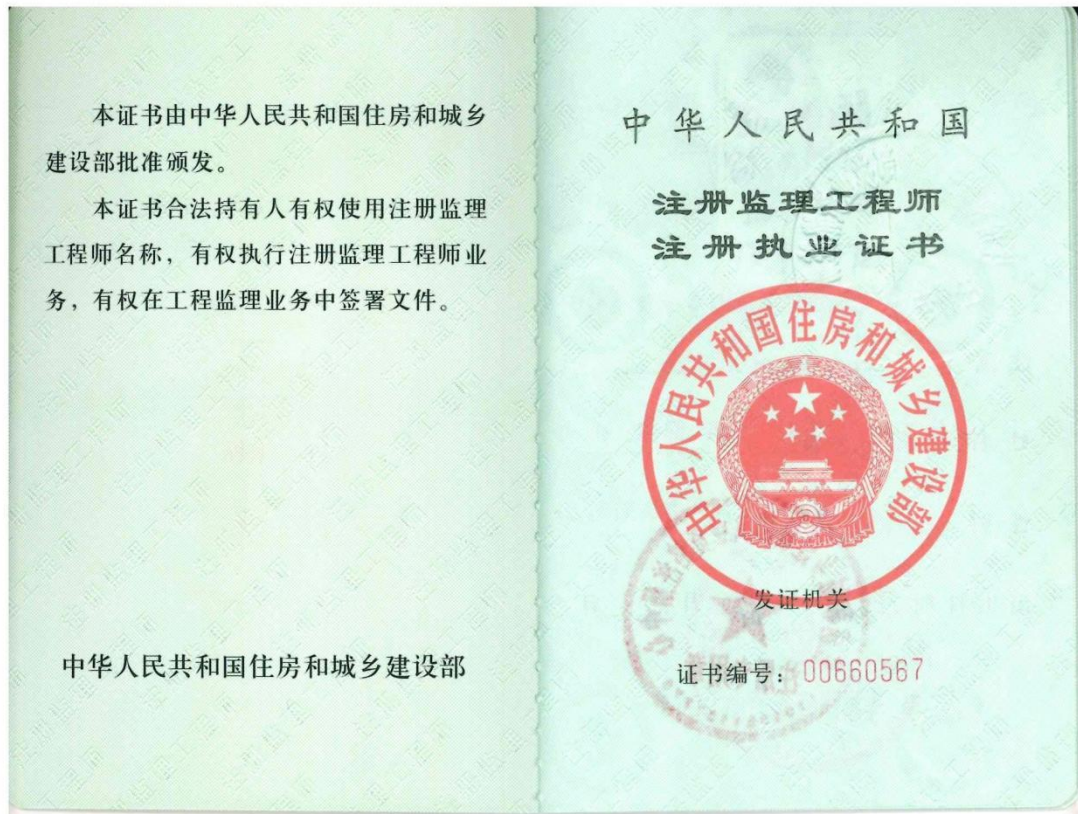 本证书由中华人民共和国住房和城乡
建设部批准颁发。
本证书合法持有人有权使用注册监理
工程师名称，有权执行注册监理工程师业
务，有权在工程监理业务中签署文件。
中华人民共和国住房和城乡建设部
中华人民共和国
注册监理工程师
注册执业证书
中华人民共和国住房和城乡建设部
发证机关
证书编号：00660567